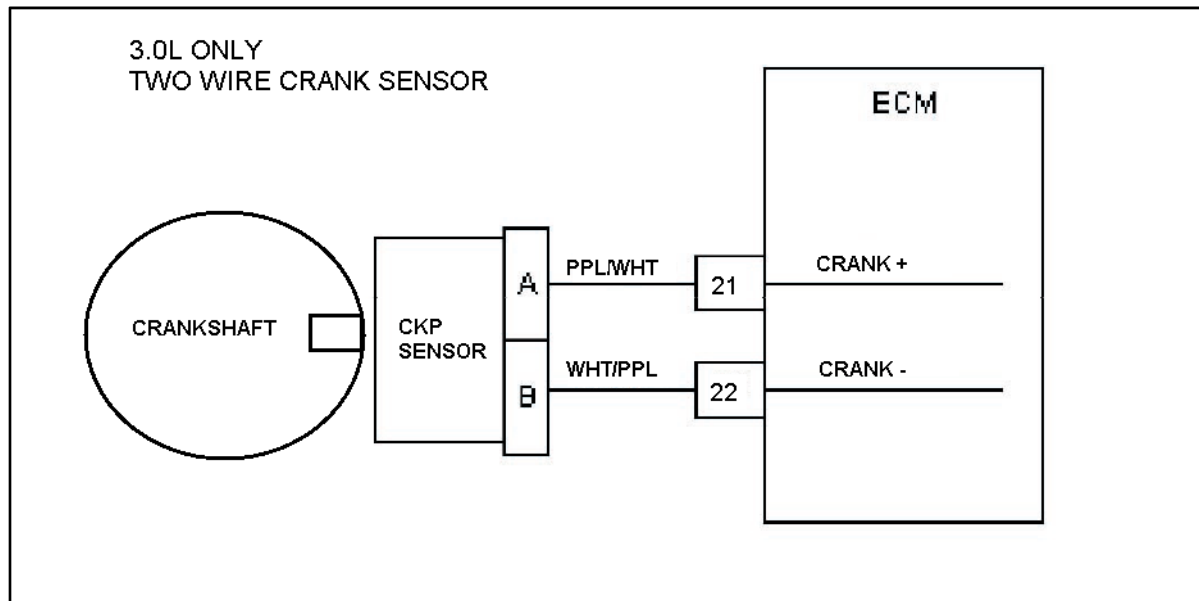 3.0L ONLY
TWO WIRE CRANK SENSOR
ECM
CRANKSHAFT
CKP
SENSOR
A
PPL/WHT
21
CRANK +
B
WHT/PPL
22
CRANK -